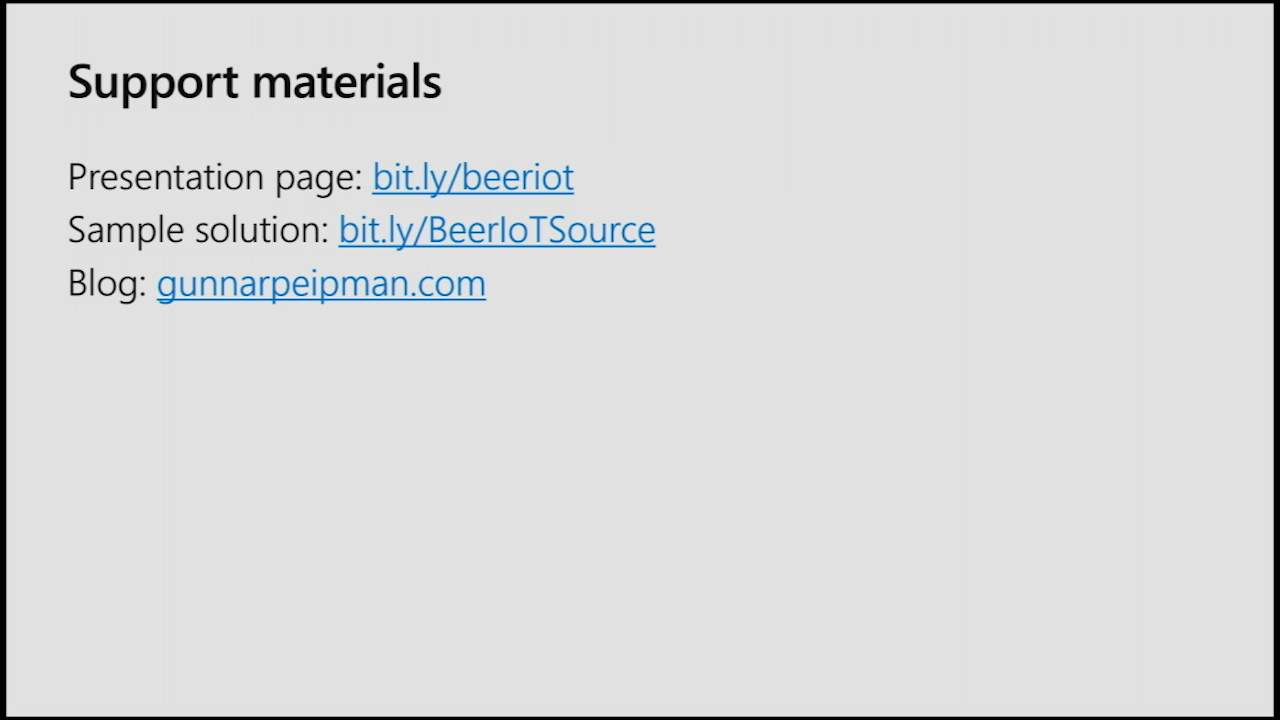 Support materials
Presentation page: bit.ly/beeriot
Sample solution: bit.ly/BeerIoTSource
Blog: gunnarpeipman.com